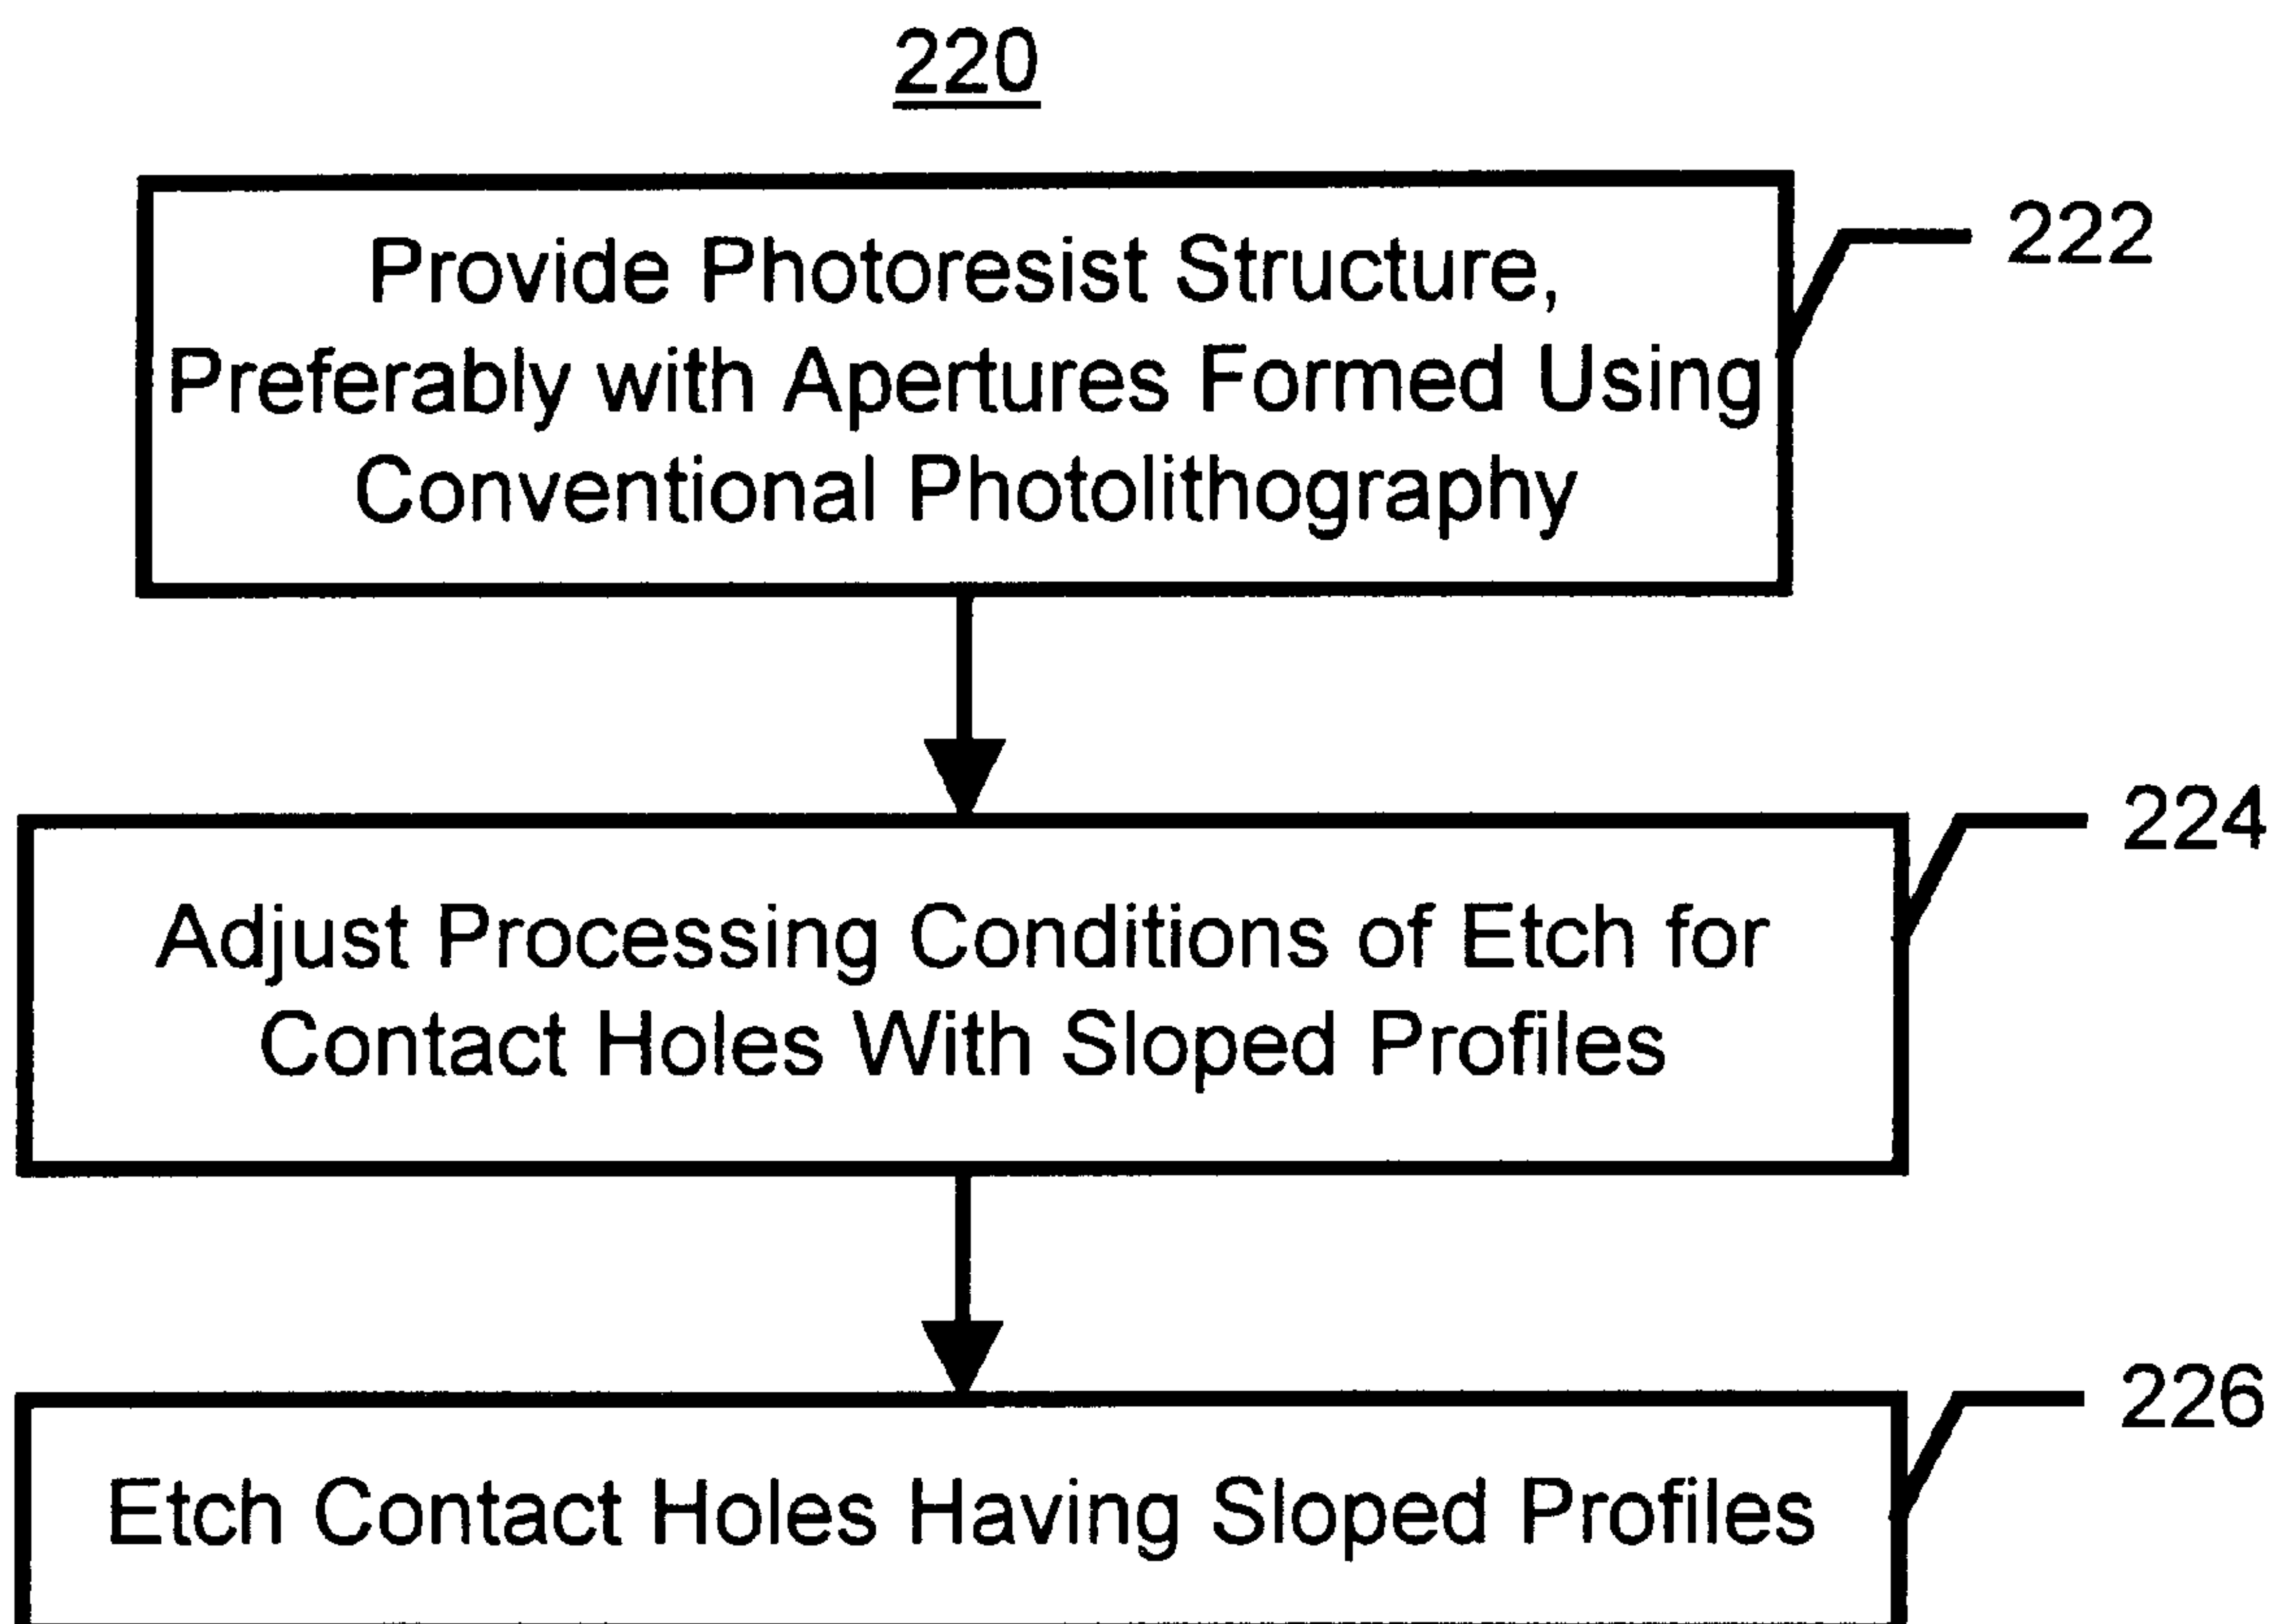 220
Provide Photoresist Structure,
222
Preferably with Apertures Formed Using
Conventional Photolithography
224
Adjust Processing Conditions of Etch for
Contact Holes With Sloped Profiles
226
Etch Contact Holes Having Sloped Profiles